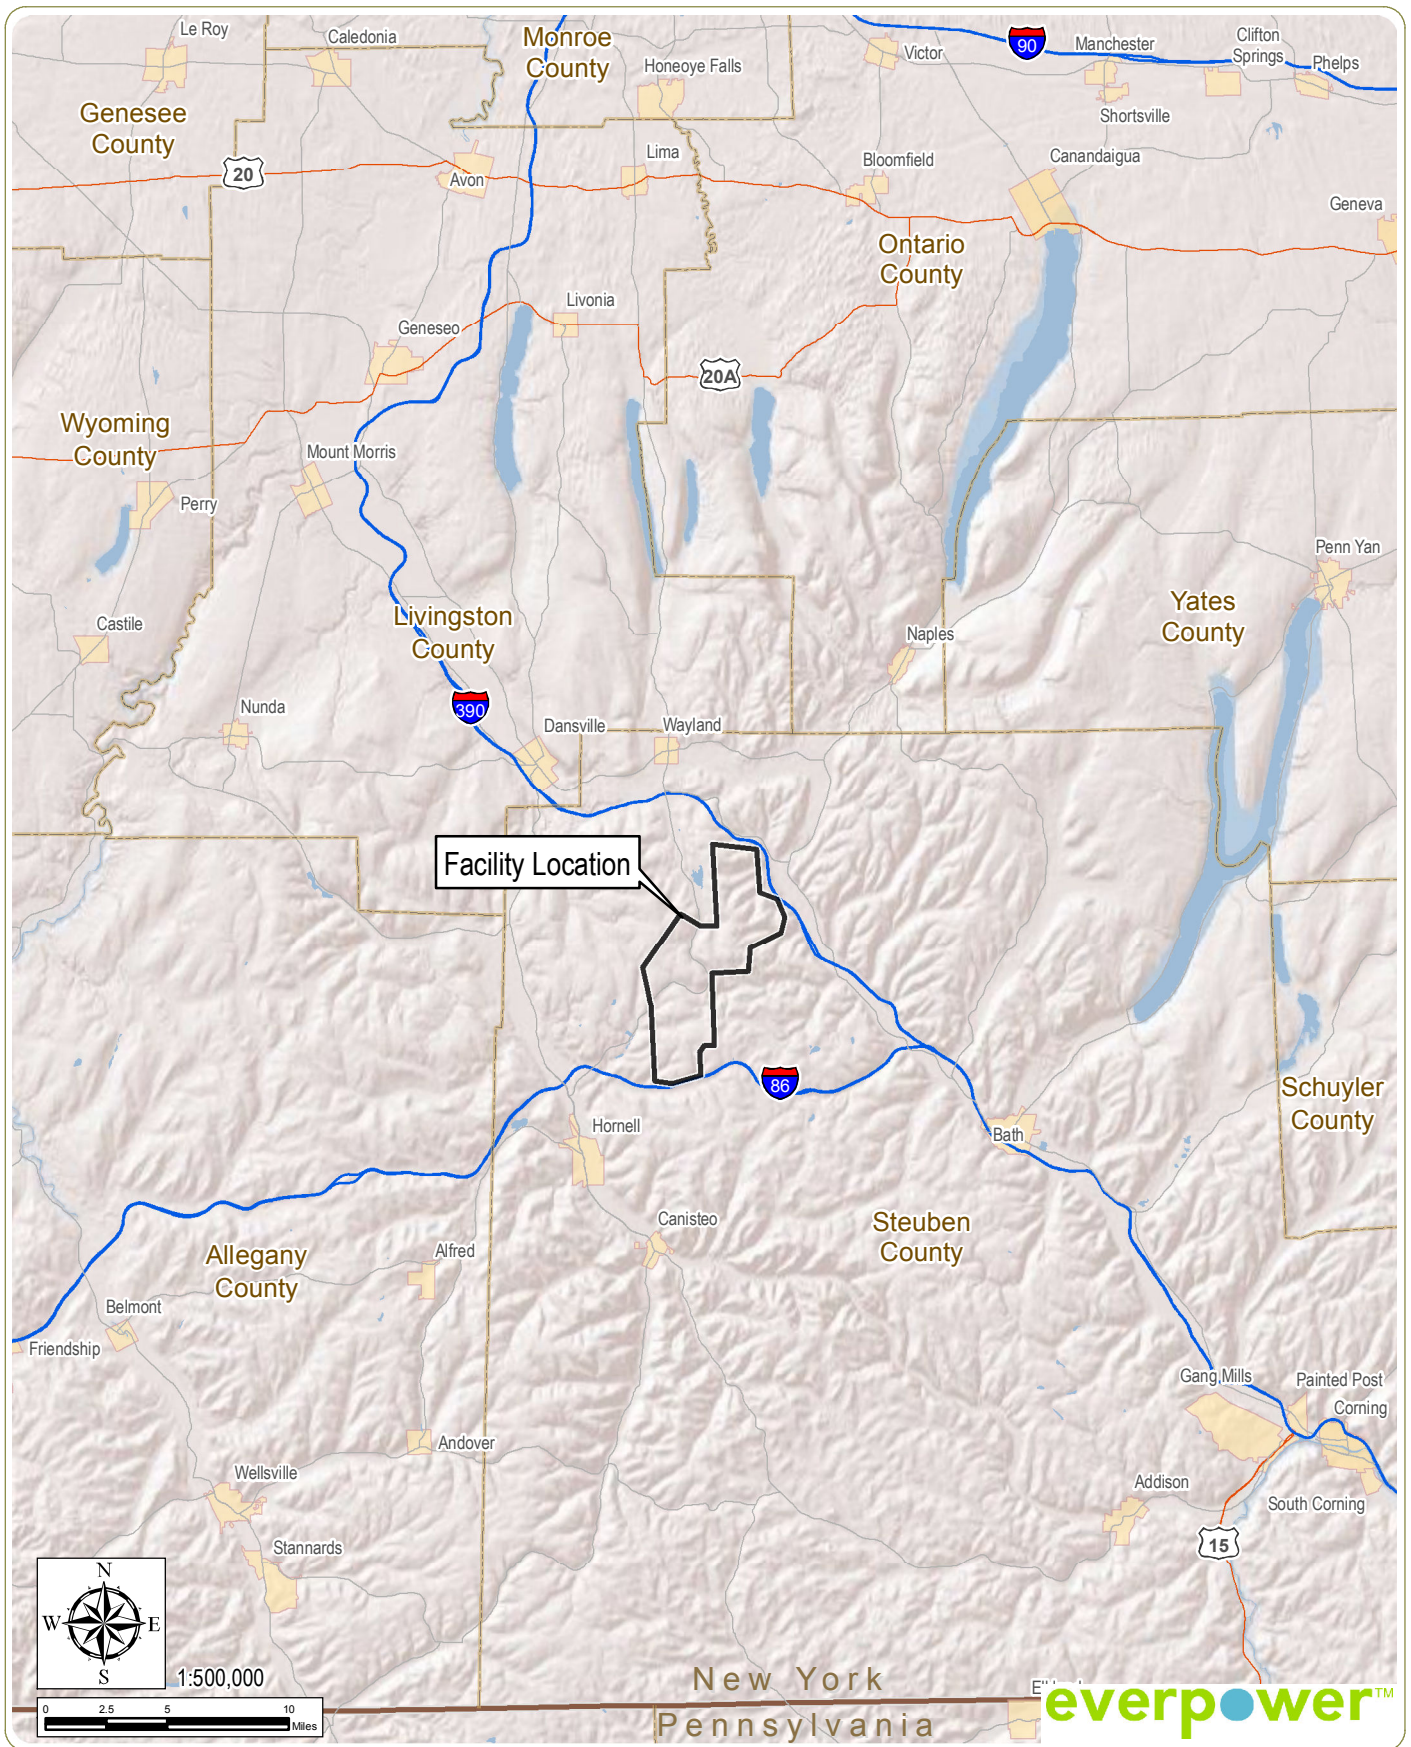 Le Roy
Caledonia
Monroe
County
Honeoye Falls
Victor
90
Manchester
Clifton
Springs
Phelps
Shortsville
Genesee
County
20
Avon
Lima
Bloomfield
Canandaigua
Geneva
Ontario
County
Livonia
Geneseo
20A
Wyoming
County
Mount Morris
Perry
Penn Yan
Castile
Livingston
County
Naples
Yates
County
Nunda
390
Dansville
Wayland
Facility Location
86
Schuyler
County
Hornell
Bath
Canisteo
Steuben
County
Alfred
Allegany
County
Belmont
Friendship
Gang Mills
Painted Post
Corning
Andover
Wellsville
Addison
South Corning
Stannards
15
N
W
E
S
1:500,000
0 2.5 5 10
Miles
New York
Pennsylvania
everpower™